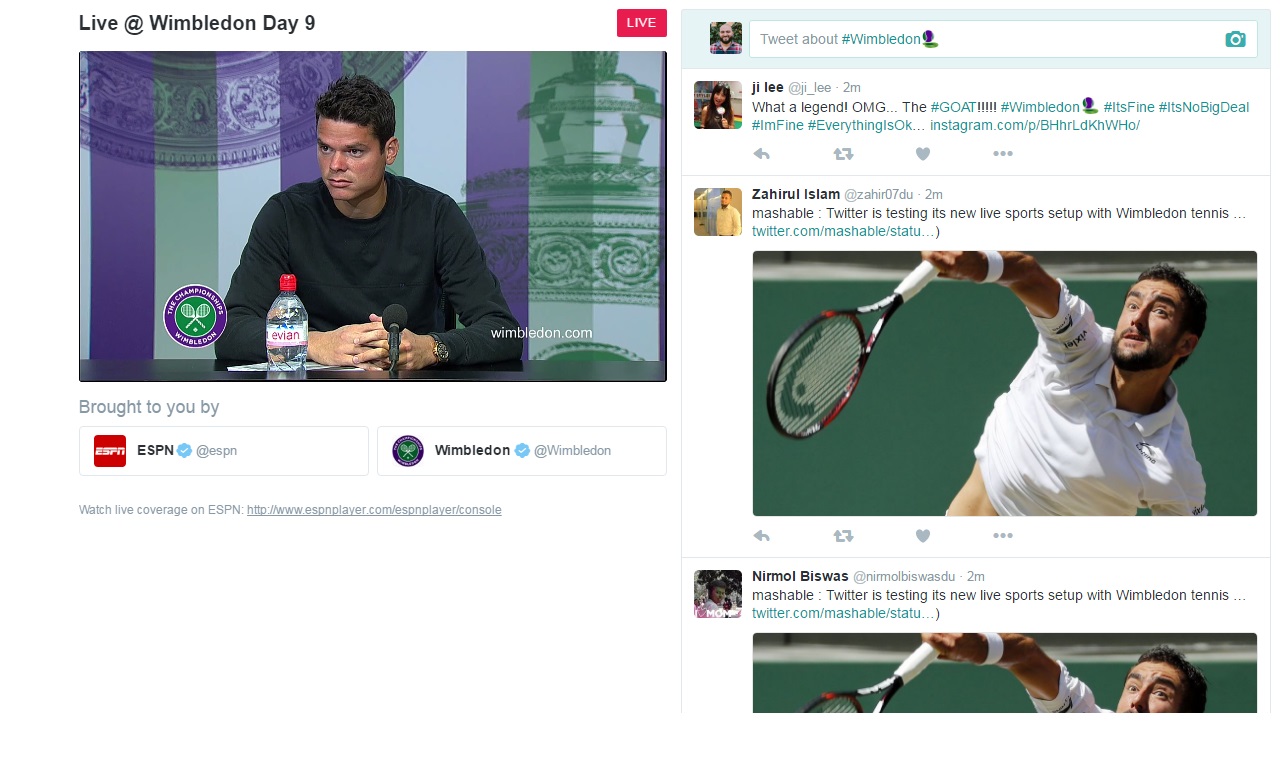 Live @ Wimbledon Day 9
LIVE
THE CHAMPIONSHIPS
WIMBLEDON
evian
wimbledon.com
Brought to you by
ESPN
ESPN @espn
Wimbledon @Wimbledon
Watch live coverage on ESPN: http://www.espnplayer.com/espnplayer/console
Tweet about #Wimbledon
ji lee @ji_lee · 2m
What a legend! OMG... The #GOAT!!!!! #Wimbledon #ItsFine #ItsNoBigDeal
#ImFine #EverythingIsOk… instagram.com/p/BHhrLdKhWHo/
Zahirul Islam @zahir07du · 2m
mashable : Twitter is testing its new live sports setup with Wimbledon tennis …
twitter.com/mashable/statu…)
Nirmol Biswas @nirmolbiswasdu · 2m
mashable : Twitter is testing its new live sports setup with Wimbledon tennis …
twitter.com/mashable/statu…)